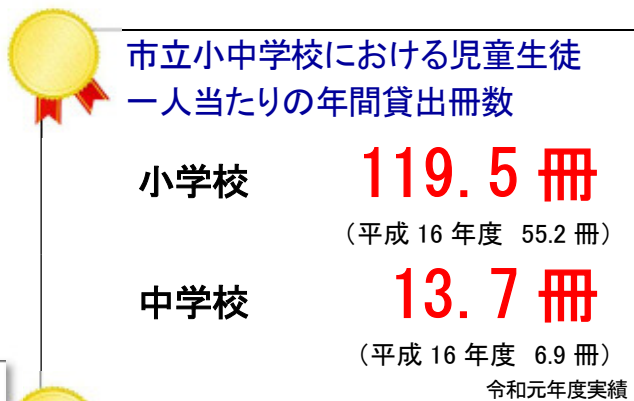 市立小中学校における児童生徒
一人当たりの年間貸出冊数
小学校 119.5 冊
（平成 16 年度 55.2 冊）
中学校 13.7 冊
（平成 16 年度 6.9 冊）
令和元年度実績